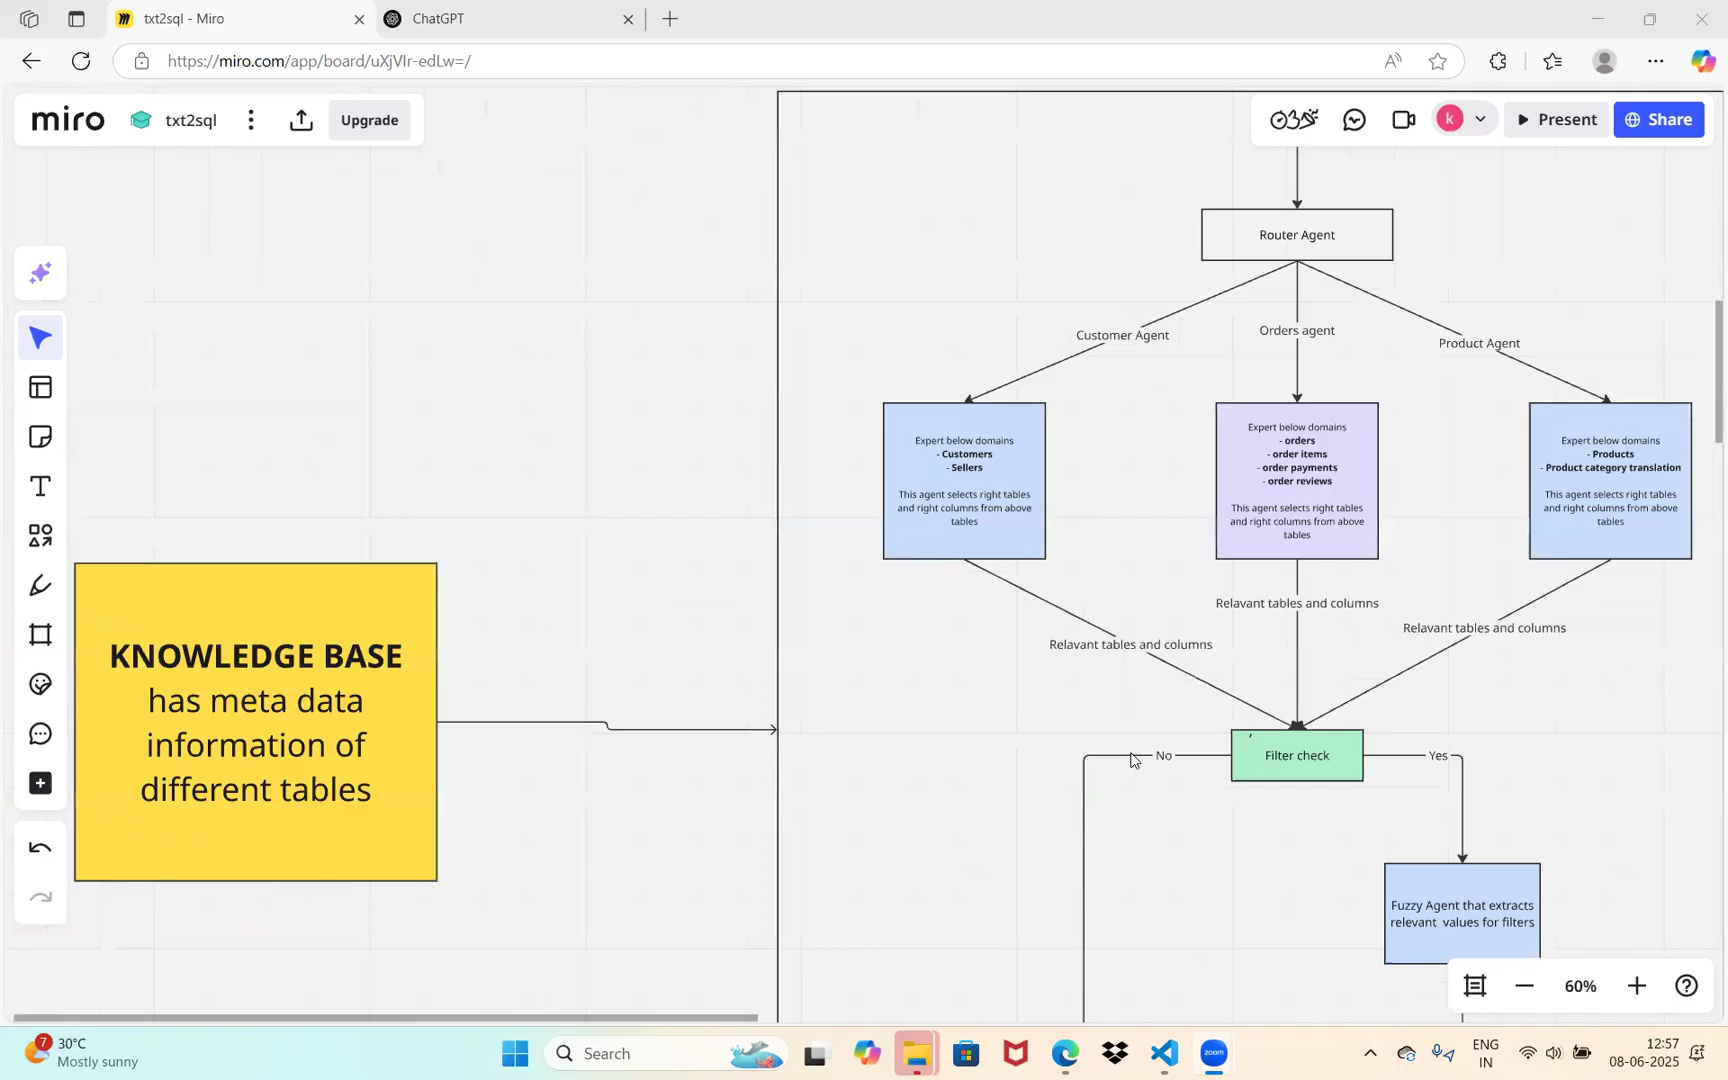 txt2sql - Miro
ChatGPT
https://miro.com/app/board/uXjVIr-edLw=/
miro
txt2sql
Upgrade
k
Present
Share
Router Agent
Customer Agent
Orders agent
Product Agent
Expert below domains
- Customers
- Sellers
This agent selects right tables
and right columns from above
tables
Expert below domains
- orders
- order items
- order payments
- order reviews
This agent selects right tables
and right columns from above
tables
Expert below domains
- Products
- Product category translation
This agent selects right tables
and right columns from above
tables
Relavant tables and columns
Relavant tables and columns
Relavant tables and columns
KNOWLEDGE BASE
has meta data
information of
different tables
No
,
Filter check
Yes
Fuzzy Agent that extracts
relevant values for filters
60%
7
30°C
Mostly sunny
Search
zoom
ENG
IN
12:57
08-06-2025